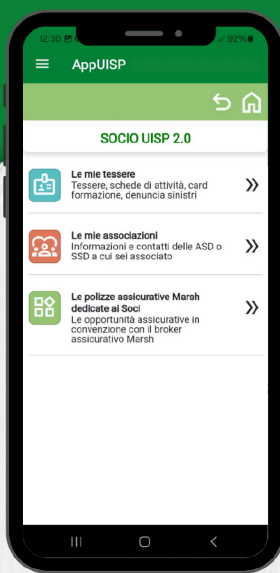 12:30
92%
AppUISP
SOCIO UISP 2.0
Le mie tessere
Tessere, schede di attività, card
formazione, denuncia sinistri
Le mie associazioni
Informazioni e contatti delle ASD o
SSD a cui sei associato
Le polizze assicurative Marsh
dedicate ai Soci
Le opportunità assicurative in
convenzione con il broker
assicurativo Marsh